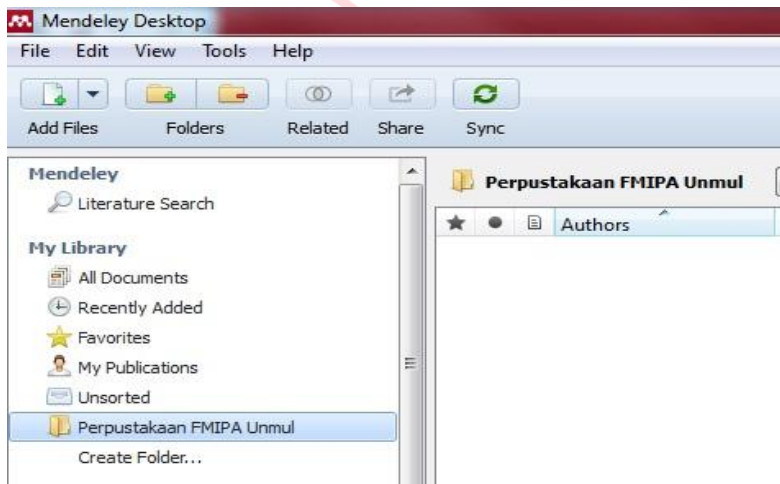 Mendeley Desktop
File Edit View Tools Help
Add Files Folders Related Share Sync
Mendeley
Literature Search
My Library
All Documents
Recently Added
Favorites
My Publications
Unsorted
Perpustakaan FMIPA Unmul
Create Folder...
Perpustakaan FMIPA Unmul
Authors